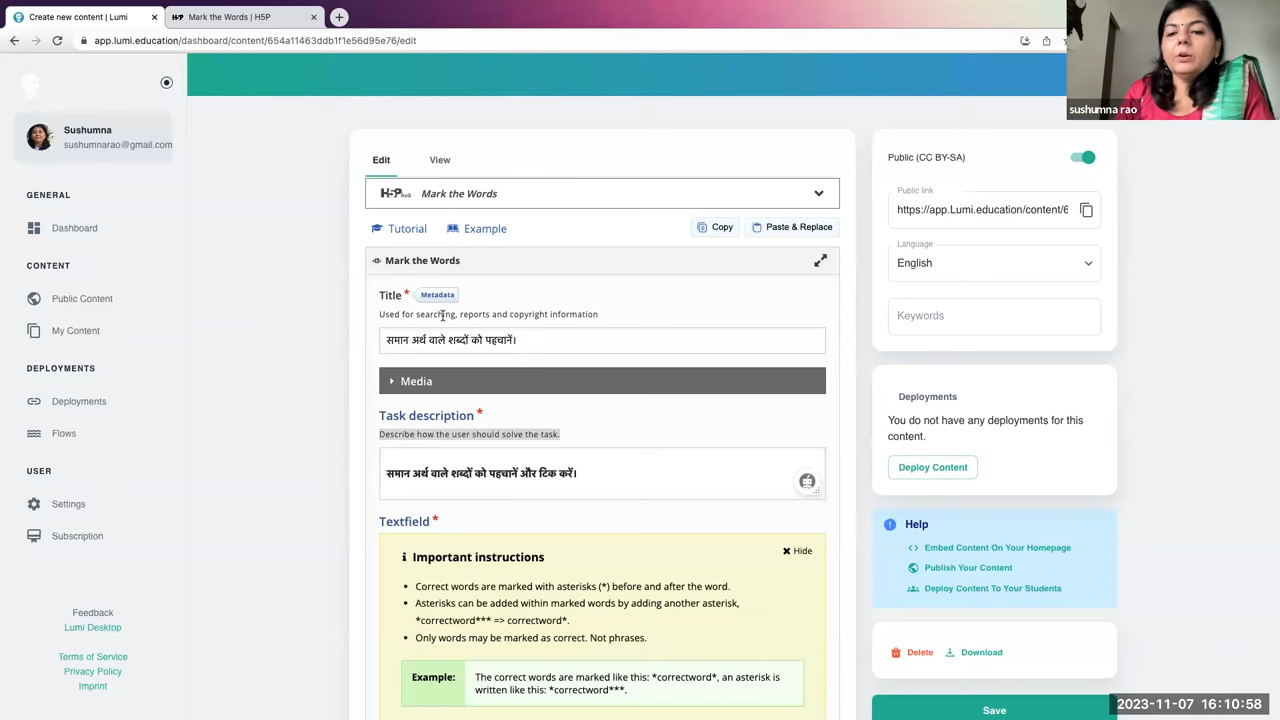 Create new content | Lumi
H5P Mark the Words | H5P
app.lumi.education/dashboard/content/654a11463ddb1f1e56d95e76/edit
sushumna rao
Sushumna
sushumnarao@gmail.com
GENERAL
Dashboard
CONTENT
Public Content
My Content
DEPLOYMENTS
Deployments
Flows
USER
Settings
Subscription
Feedback
Lumi Desktop
Terms of Service
Privacy Policy
Imprint
Edit View
H5P hub Mark the Words
Tutorial Example Copy Paste & Replace
Mark the Words
Title * Metadata
Used for searching, reports and copyright information
समान अर्थ वाले शब्दों को पहचानें।
Media
Task description *
Describe how the user should solve the task.
समान अर्थ वाले शब्दों को पहचानें और टिक करें।
Textfield *
Important instructions Hide
Correct words are marked with asterisks (*) before and after the word.
Asterisks can be added within marked words by adding another asterisk,
*correctword*** => correctword*.
Only words may be marked as correct. Not phrases.
Example: The correct words are marked like this: *correctword*, an asterisk is
written like this: *correctword***.
Public (CC BY-SA)
Public link
https://app.Lumi.education/content/6
Language
English
Keywords
Deployments
You do not have any deployments for this
content.
Deploy Content
Help
Embed Content On Your Homepage
Publish Your Content
Deploy Content To Your Students
Delete Download
Save
2023-11-07 16:10:58